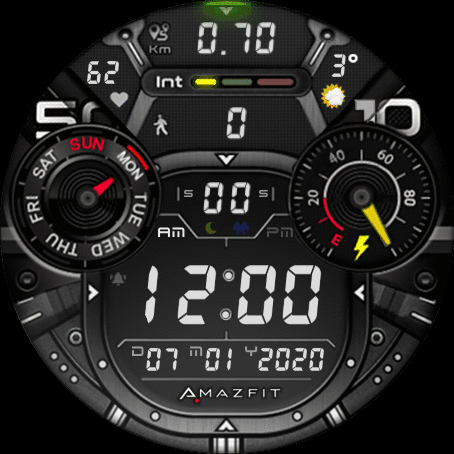 0.70
Km
62
3°
Int
0
10
SUN
MON
TUE
WED
THU
FRI
SAT
S 00 S
20 40 60 80
E
AM PM
12:00
D 07 M 01 Y 2020
AMAZFIT